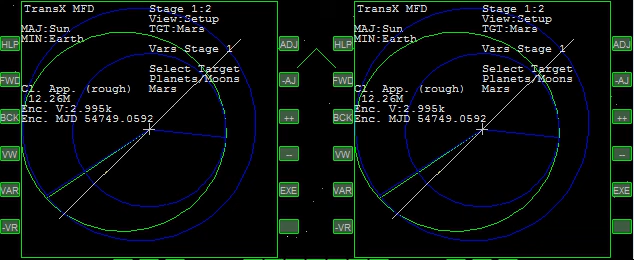 TransX MFD Stage 1:2
View:Setup
MAJ:Sun TGT:Mars
MIN:Earth
Vars Stage 1
Select Target
Planets/Moons
Cl. App. (rough) Mars
12.26M
Enc. V:2.995k
Enc. MJD 54749.0592
HLP
FWD
BCK
VW
VAR
-VR
ADJ
-AJ
++
--
EXE
TransX MFD Stage 1:2
View:Setup
MAJ:Sun TGT:Mars
MIN:Earth
Vars Stage 1
Select Target
Planets/Moons
Cl. App. (rough) Mars
12.26M
Enc. V:2.995k
Enc. MJD 54749.0592
HLP
FWD
BCK
VW
VAR
-VR
ADJ
-AJ
++
--
EXE